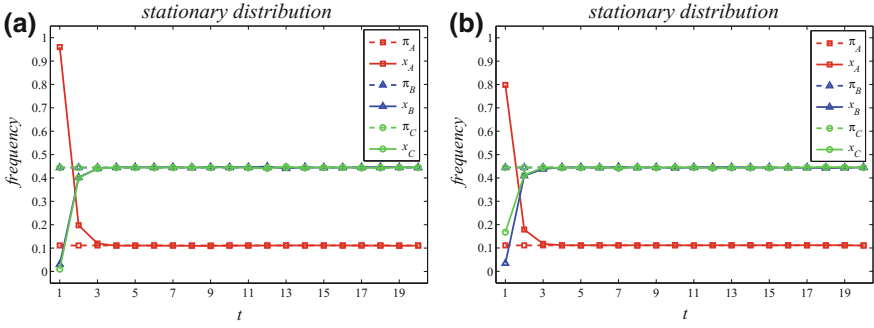 (a)
stationary distribution
frequency
1
0.9
0.8
0.7
0.6
0.5
0.4
0.3
0.2
0.1
0
1 3 5 7 9 11 13 15 17 19
t
π_A
x_A
π_B
x_B
π_C
x_C
(b)
stationary distribution
frequency
1
0.9
0.8
0.7
0.6
0.5
0.4
0.3
0.2
0.1
0
1 3 5 7 9 11 13 15 17 19
t
π_A
x_A
π_B
x_B
π_C
x_C